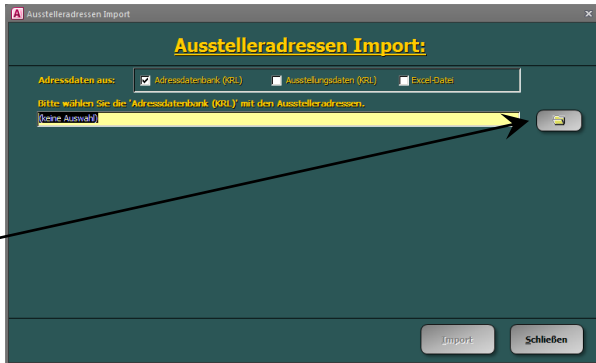 Ausstelleradressen Import
Ausstelleradressen Import:
Adressdaten aus: Adressdatenbank (KRL) Ausstellungsdaten (KRL) Excel-Datei
Bitte wählen Sie die 'Adressdatenbank (KRL)' mit den Ausstelleradressen.
(keine Auswahl)
Import Schließen